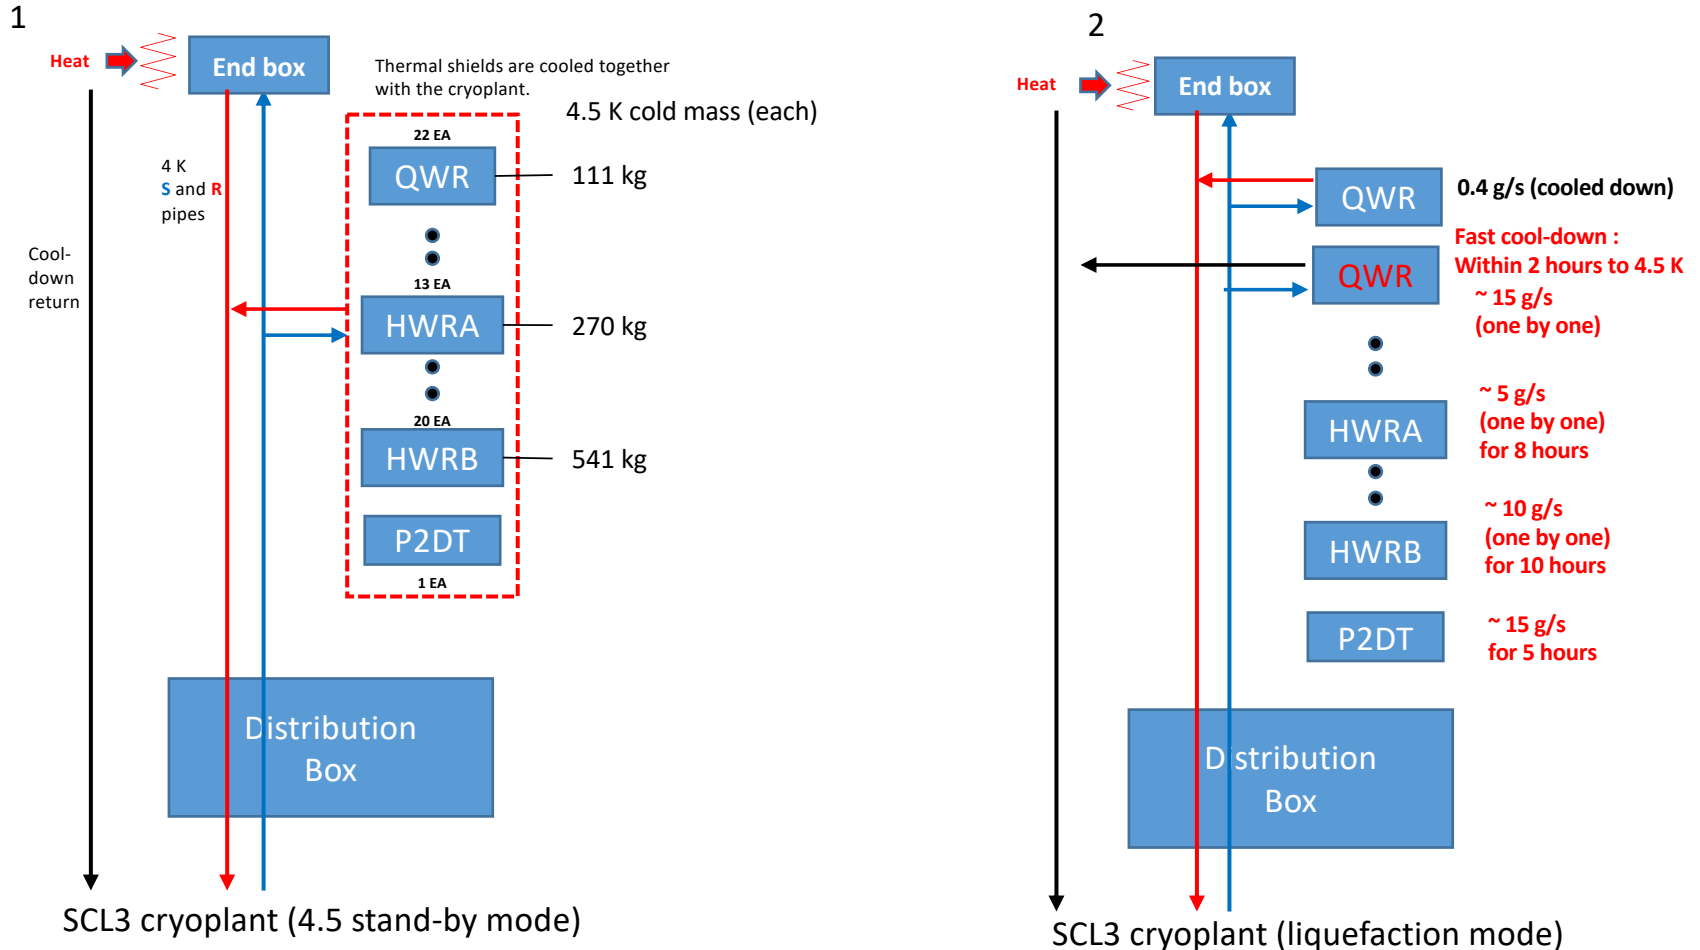 1
Heat
End box
Thermal shields are cooled together
with the cryoplant.
4.5 K cold mass (each)
22 EA
QWR
111 kg
4 K
S and R
pipes
Cool-
down
return
13 EA
HWRA
270 kg
20 EA
HWRB
541 kg
P2DT
1 EA
Distribution
Box
SCL3 cryoplant (4.5 stand-by mode)
2
Heat
End box
QWR
0.4 g/s (cooled down)
QWR
Fast cool-down :
Within 2 hours to 4.5 K
~ 15 g/s
(one by one)
HWRA
~ 5 g/s
(one by one)
for 8 hours
HWRB
~ 10 g/s
(one by one)
for 10 hours
P2DT
~ 15 g/s
for 5 hours
Distribution
Box
SCL3 cryoplant (liquefaction mode)